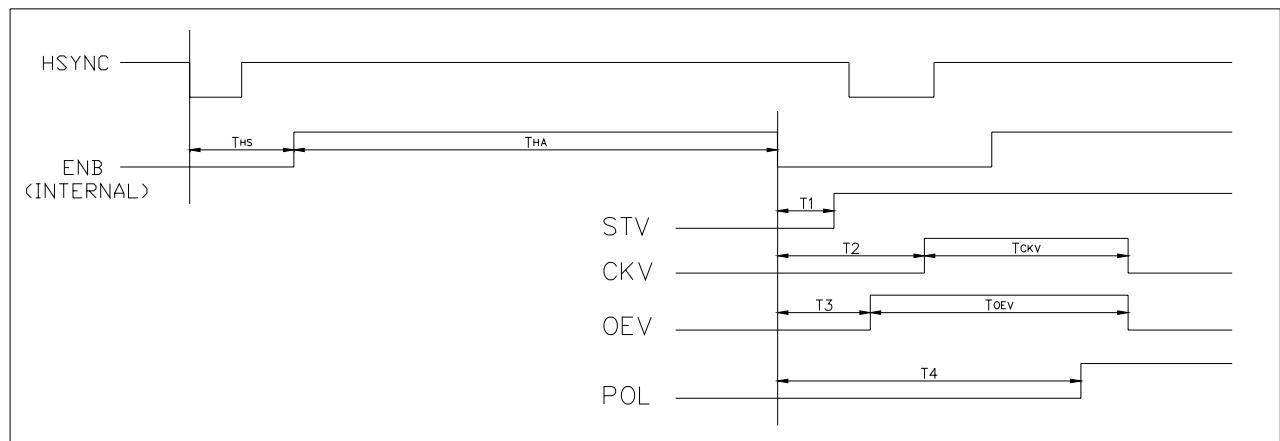 HSYNC
THS
THA
ENB
(INTERNAL)
T1
STV
T2
TCKV
CKV
T3
TOEV
OEV
T4
POL